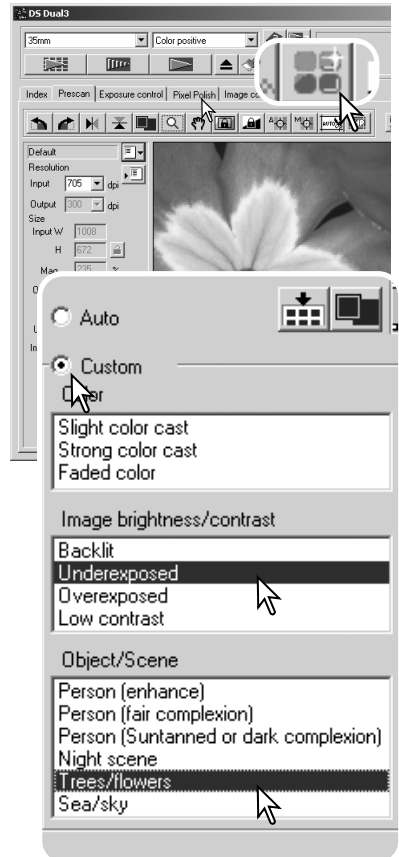 DS Dual3
35mm
Color positive
Index Prescan Exposure control Pixel Polish Image co
Default
Resolution
Input 705 dpi
Output 300 dpi
Size
Input W 1008
H 672
Mag. 235 %
Auto
Custom
Color
Slight color cast
Strong color cast
Faded color
Image brightness/contrast
Backlit
Underexposed
Overexposed
Low contrast
Object/Scene
Person (enhance)
Person (fair complexion)
Person (Suntanned or dark complexion)
Night scene
Trees/flowers
Sea/sky